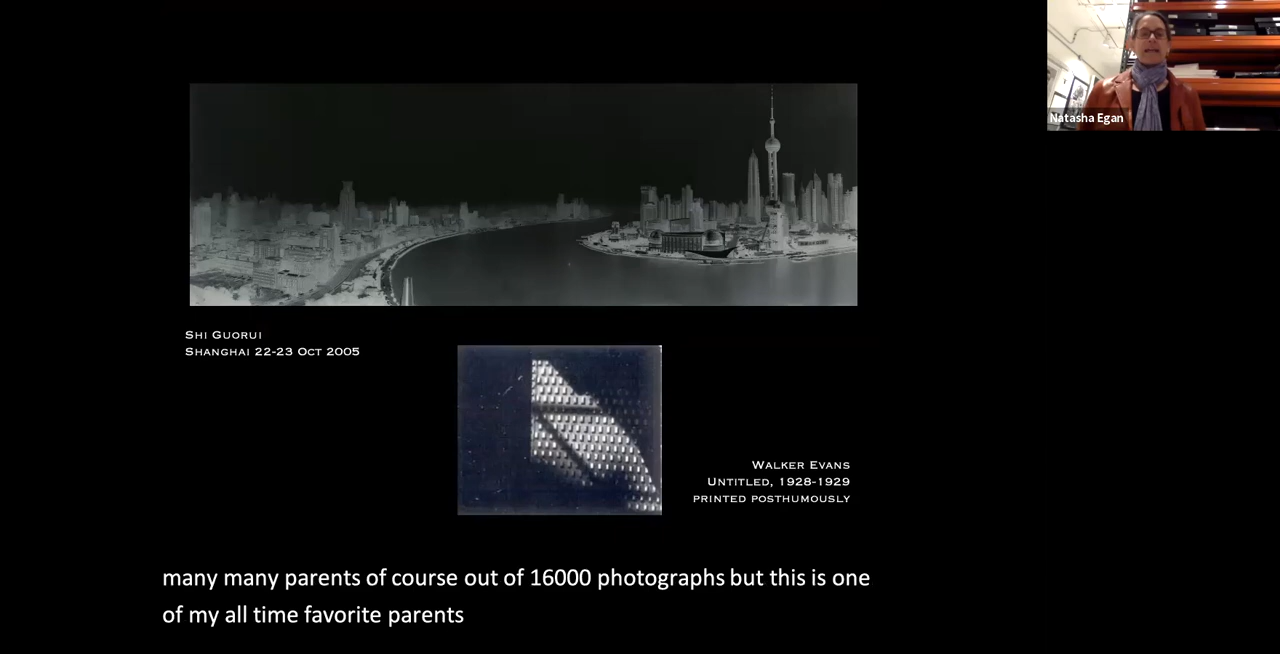 Natasha Egan
Shi Guorui
Shanghai 22-23 Oct 2005
Walker Evans
Untitled, 1928-1929
printed posthumously
many many parents of course out of 16000 photographs but this is one
of my all time favorite parents